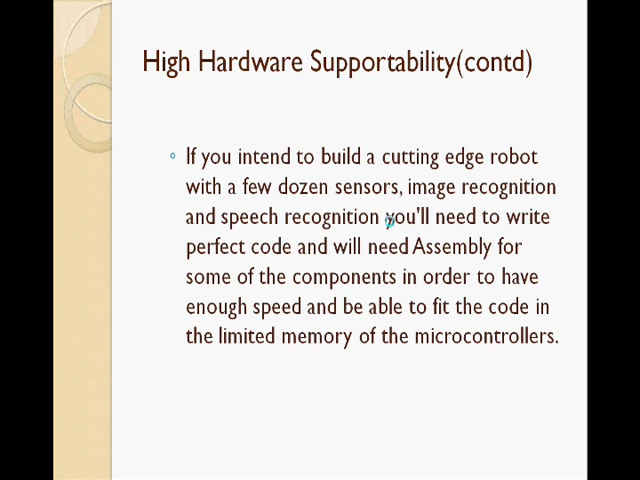 High Hardware Supportability(contd)
If you intend to build a cutting edge robot
with a few dozen sensors, image recognition
and speech recognition you'll need to write
perfect code and will need Assembly for
some of the components in order to have
enough speed and be able to fit the code in
the limited memory of the microcontrollers.